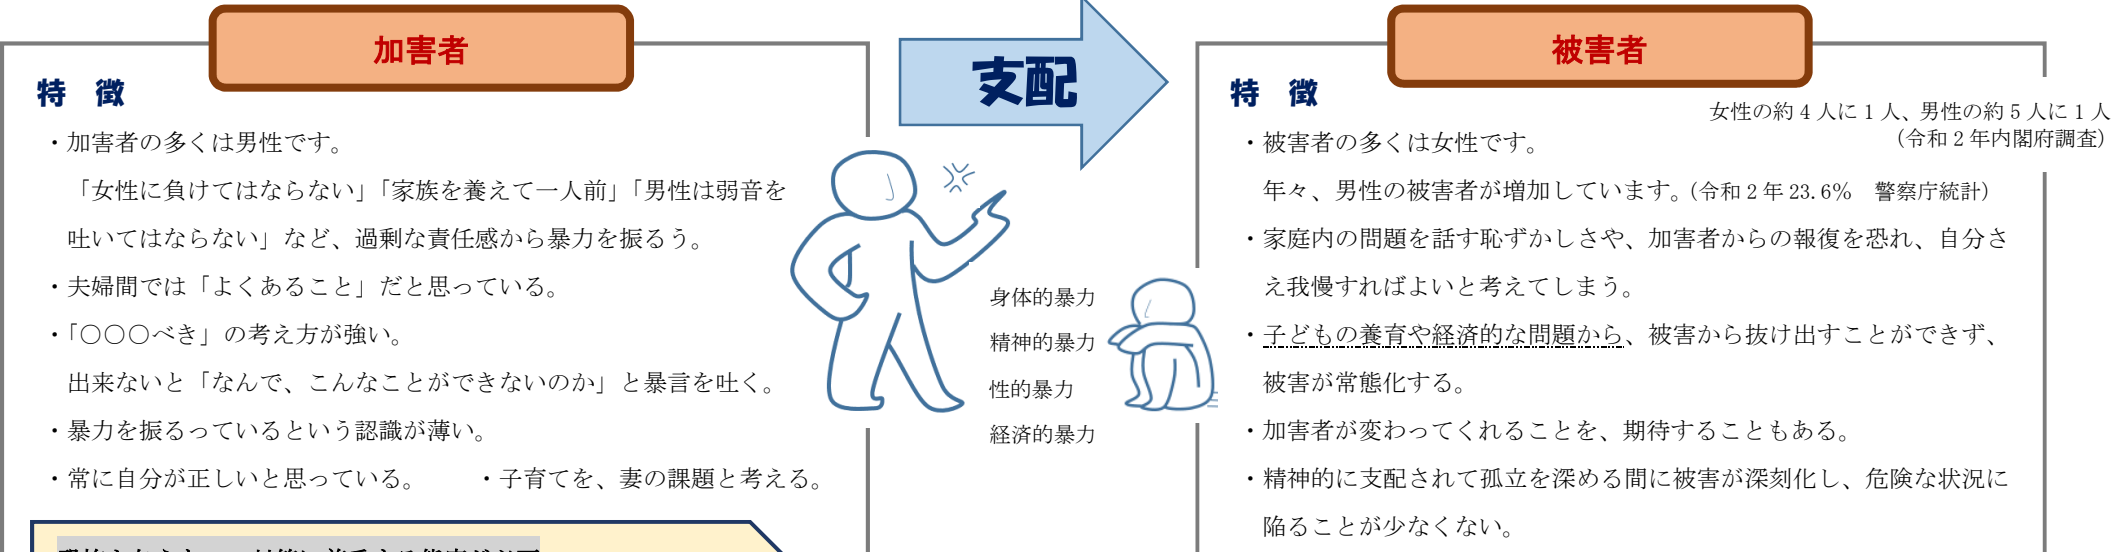 加害者
特 徴
・加害者の多くは男性です。
「女性に負けてはならない」「家族を養えて一人前」「男性は弱音を
吐いてはならない」など、過剰な責任感から暴力を振るう。
・夫婦間では「よくあること」だと思っている。
・「○○○べき」の考え方が強い。
出来ないと「なんで、こんなことができないのか」と暴言を吐く。
・暴力を振るっているという認識が薄い。
・常に自分が正しいと思っている。 ・子育てを、妻の課題と考える。
支配
身体的暴力
精神的暴力
性的暴力
経済的暴力
被害者
特 徴
女性の約4人に1人、男性の約5人に1人
(令和2年内閣府調査)
・被害者の多くは女性です。
年々、男性の被害者が増加しています。(令和2年23.6% 警察庁統計)
・家庭内の問題を話す恥ずかしさや、加害者からの報復を恐れ、自分さ
え我慢すればよいと考えてしまう。
・子どもの養育や経済的な問題から、被害から抜け出すことができず、
被害が常態化する。
・加害者が変わってくれることを、期待することもある。
・精神的に支配されて孤立を深める間に被害が深刻化し、危険な状況に
陥ることが少なくない。